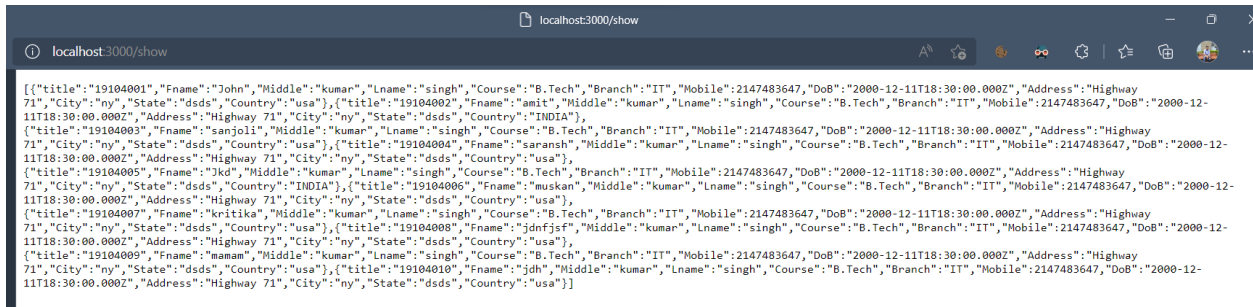 localhost:3000/show
localhost:3000/show
[{"title":"19104001","Fname":"John","Middle":"kumar","Lname":"singh","Course":"B.Tech","Branch":"IT","Mobile":2147483647,"DoB":"2000-12-11T18:30:00.000Z","Address":"Highway
71","City":"ny","State":"dsds","Country":"usa"},{"title":"19104002","Fname":"amit","Middle":"kumar","Lname":"singh","Course":"B.Tech","Branch":"IT","Mobile":2147483647,"DoB":"2000-12-
11T18:30:00.000Z","Address":"Highway 71","City":"ny","State":"dsds","Country":"INDIA"},
{"title":"19104003","Fname":"sanjoli","Middle":"kumar","Lname":"singh","Course":"B.Tech","Branch":"IT","Mobile":2147483647,"DoB":"2000-12-11T18:30:00.000Z","Address":"Highway
71","City":"ny","State":"dsds","Country":"usa"},{"title":"19104004","Fname":"saransh","Middle":"kumar","Lname":"singh","Course":"B.Tech","Branch":"IT","Mobile":2147483647,"DoB":"2000-12-
11T18:30:00.000Z","Address":"Highway 71","City":"ny","State":"dsds","Country":"usa"},
{"title":"19104005","Fname":"Jkd","Middle":"kumar","Lname":"singh","Course":"B.Tech","Branch":"IT","Mobile":2147483647,"DoB":"2000-12-11T18:30:00.000Z","Address":"Highway
71","City":"ny","State":"dsds","Country":"INDIA"},{"title":"19104006","Fname":"muskan","Middle":"kumar","Lname":"singh","Course":"B.Tech","Branch":"IT","Mobile":2147483647,"DoB":"2000-12-
11T18:30:00.000Z","Address":"Highway 71","City":"ny","State":"dsds","Country":"usa"},
{"title":"19104007","Fname":"kritika","Middle":"kumar","Lname":"singh","Course":"B.Tech","Branch":"IT","Mobile":2147483647,"DoB":"2000-12-11T18:30:00.000Z","Address":"Highway
71","City":"ny","State":"dsds","Country":"usa"},{"title":"19104008","Fname":"jdnfjsf","Middle":"kumar","Lname":"singh","Course":"B.Tech","Branch":"IT","Mobile":2147483647,"DoB":"2000-12-
11T18:30:00.000Z","Address":"Highway 71","City":"ny","State":"dsds","Country":"usa"},
{"title":"19104009","Fname":"mamam","Middle":"kumar","Lname":"singh","Course":"B.Tech","Branch":"IT","Mobile":2147483647,"DoB":"2000-12-11T18:30:00.000Z","Address":"Highway
71","City":"ny","State":"dsds","Country":"usa"},{"title":"19104010","Fname":"jdh","Middle":"kumar","Lname":"singh","Course":"B.Tech","Branch":"IT","Mobile":2147483647,"DoB":"2000-12-
11T18:30:00.000Z","Address":"Highway 71","City":"ny","State":"dsds","Country":"usa"}]